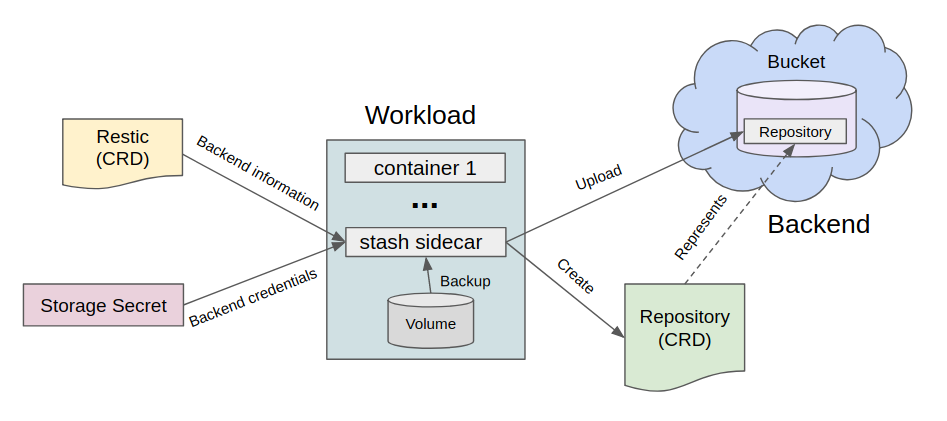 Bucket
Repository
Backend
Workload
container 1
...
stash sidecar
Backup
Volume
Restic
(CRD)
Backend information
Storage Secret
Backend credentials
Upload
Create
Represents
Repository
(CRD)